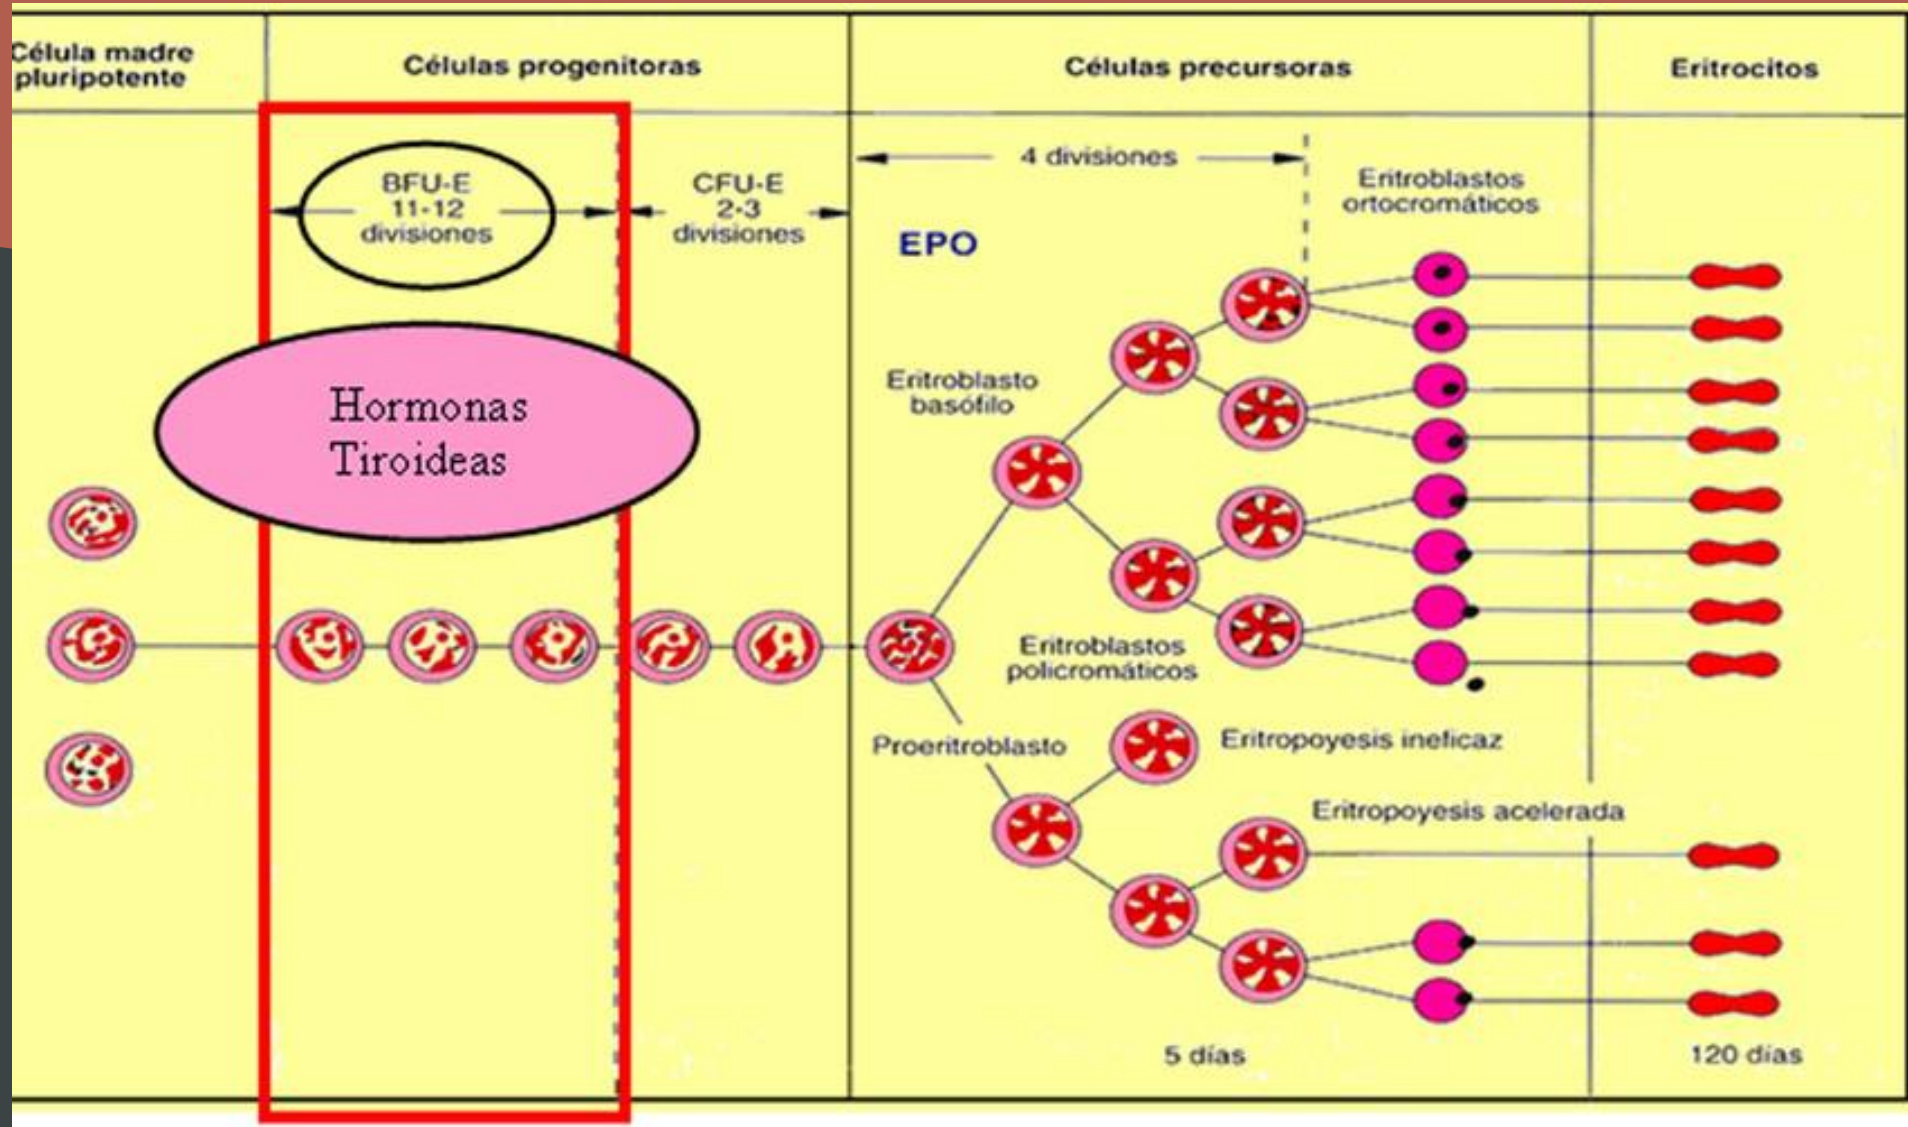 Célula madre
pluripotente
Células progenitoras
Células precursoras
Eritrocitos
BFU-E
11-12
divisiones
CFU-E
2-3
divisiones
4 divisiones
Eritroblastos
ortocromáticos
EPO
Hormonas
Tiroideas
Eritroblasto
basófilo
Eritroblastos
policromáticos
Proeritroblasto
Eritropoyesis ineficaz
Eritropoyesis acelerada
5 días
120 días